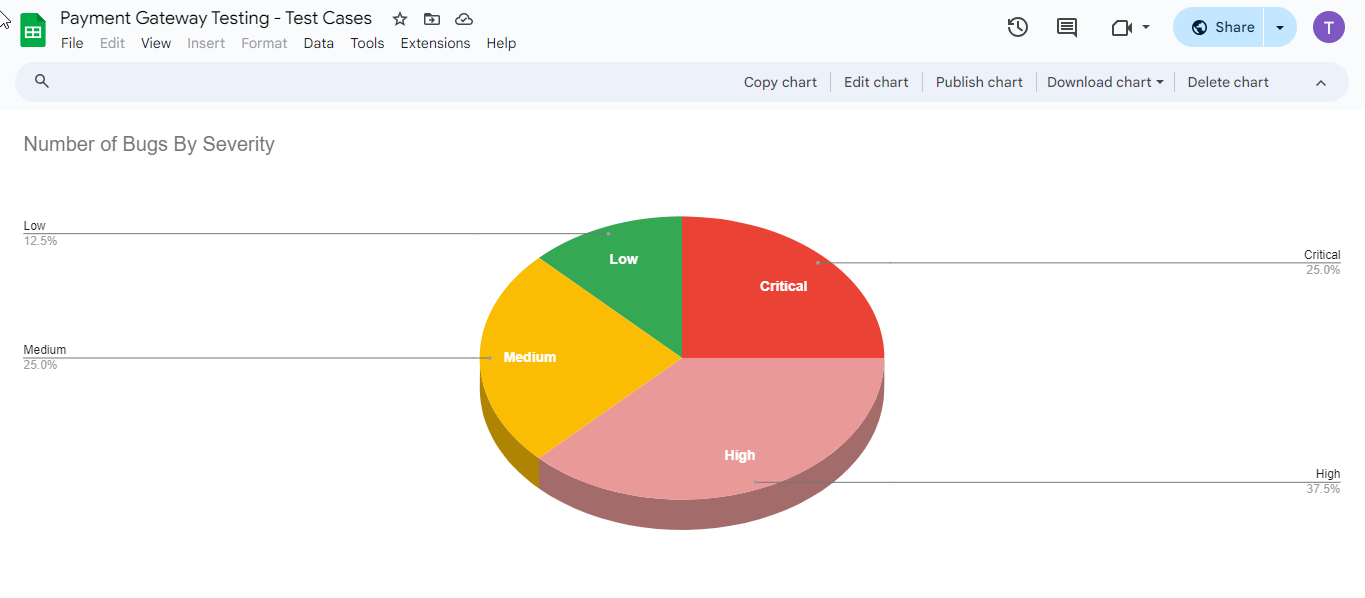 Payment Gateway Testing - Test Cases
File Edit View Insert Format Data Tools Extensions Help
Share
T
Copy chart Edit chart Publish chart Download chart Delete chart
Number of Bugs By Severity
Low
12.5%
Low
Critical
25.0%
Critical
Medium
25.0%
Medium
High
High
37.5%